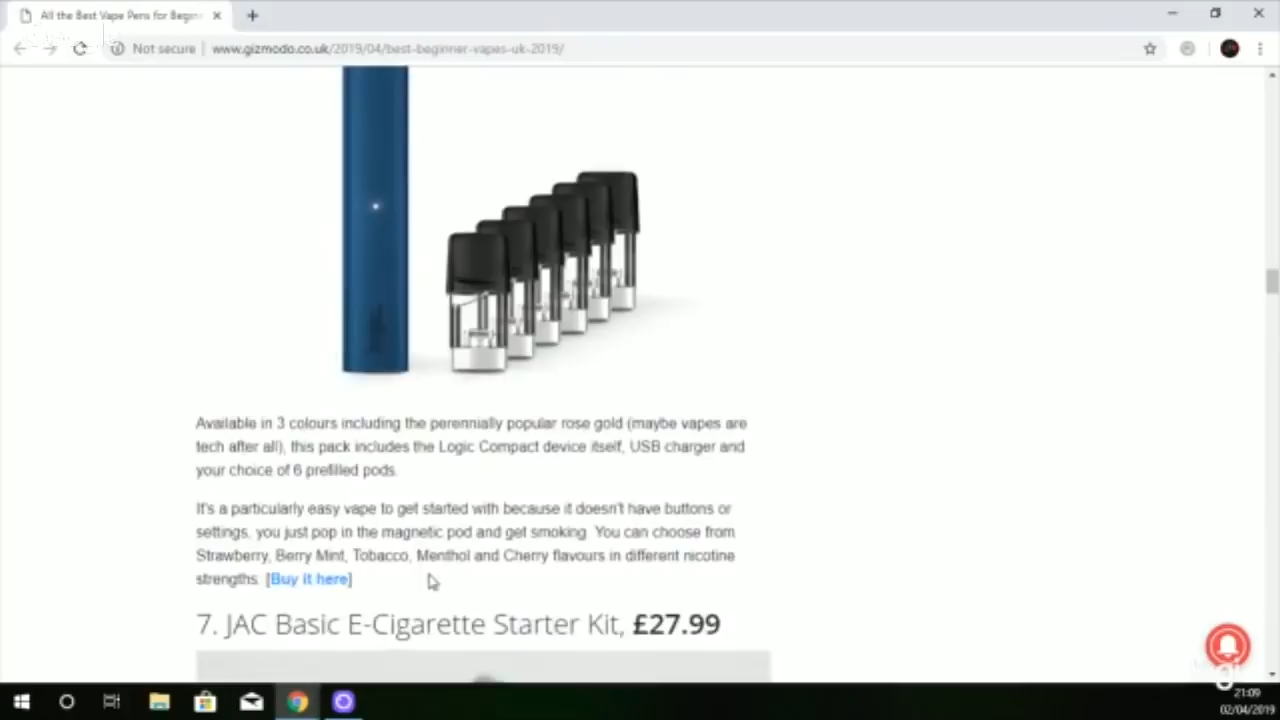 All the Best Vape Pens for Begin
Not secure | www.gizmodo.co.uk/2019/04/best-beginner-vapes-uk-2019/
Available in 3 colours including the perennially popular rose gold (maybe vapes are
tech after all), this pack includes the Logic Compact device itself, USB charger and
your choice of 6 prefilled pods.
It's a particularly easy vape to get started with because it doesn't have buttons or
settings, you just pop in the magnetic pod and get smoking. You can choose from
Strawberry, Berry Mint, Tobacco, Menthol and Cherry flavours in different nicotine
strengths. [Buy it here]
7. JAC Basic E-Cigarette Starter Kit, £27.99
21:09
02/04/2019